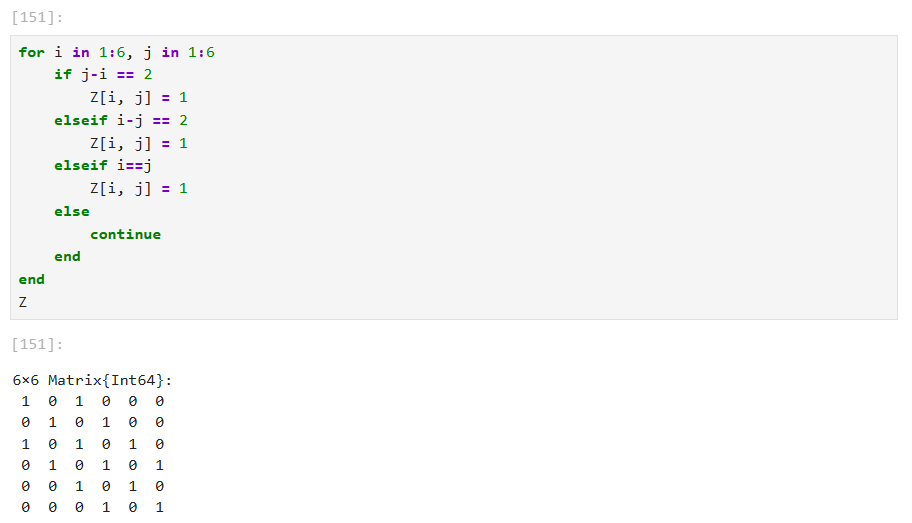 [151]:
for i in 1:6, j in 1:6
    if j-i == 2
        Z[i, j] = 1
    elseif i-j == 2
        Z[i, j] = 1
    elseif i==j
        Z[i, j] = 1
    else
        continue
    end
end
Z
[151]:
6×6 Matrix{Int64}:
 1  0  1  0  0  0
 0  1  0  1  0  0
 1  0  1  0  1  0
 0  1  0  1  0  1
 0  0  1  0  1  0
 0  0  0  1  0  1